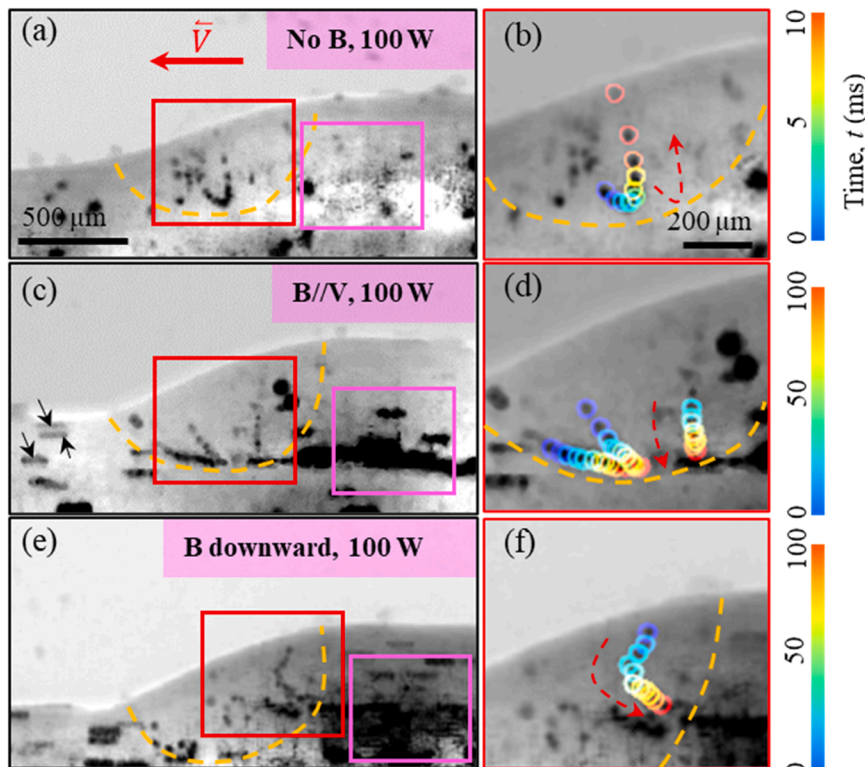 (a)
V
No B, 100 W
500 μm
(b)
200 μm
10
5
0
Time, t (ms)
(c)
B//V, 100 W
(d)
100
50
0
(e)
B downward, 100 W
(f)
100
50
0